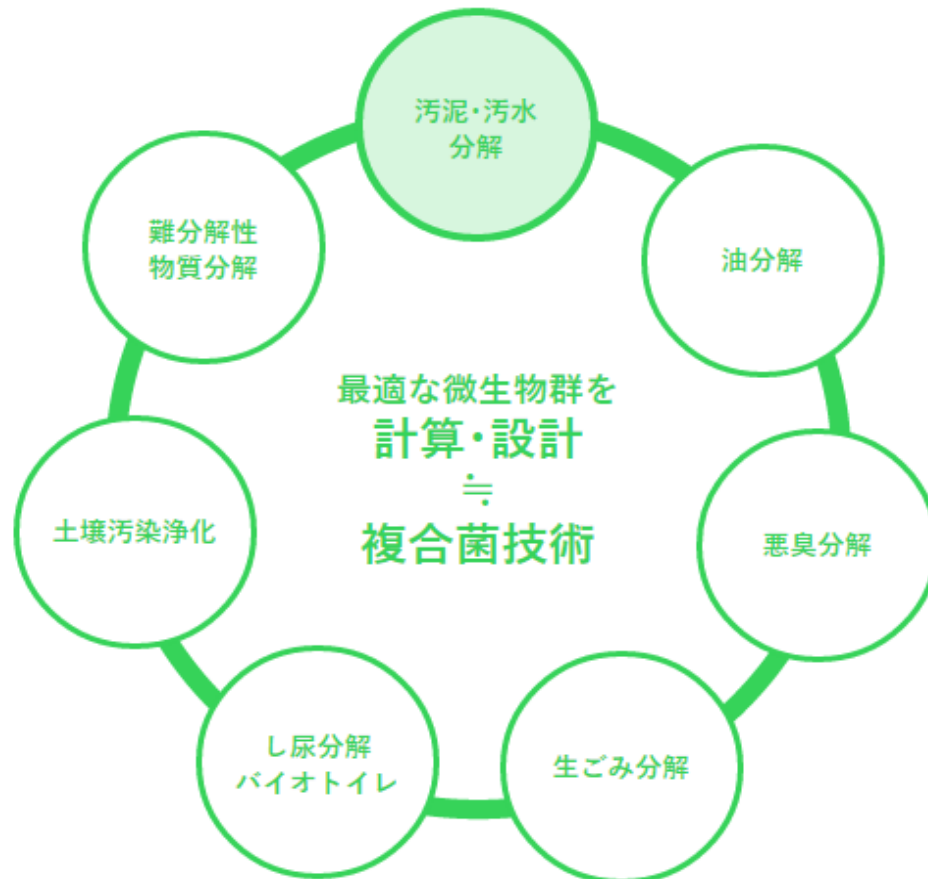 汚泥・汚水
分解
油分解
悪臭分解
生ごみ分解
し尿分解
バイオトイレ
土壌汚染浄化
難分解性
物質分解
最適な微生物群を
計算・設計
≒
複合菌技術